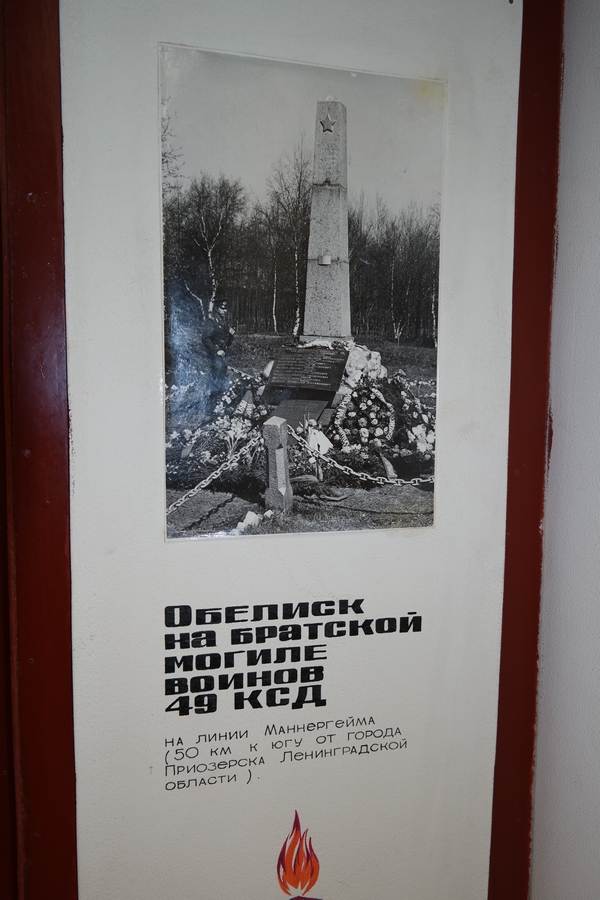 Обелиск
на братской
могиле
воинов
49 КСД
на линии Маннергейма
(50 км к югу от города
Приозерска Ленинградской
области).